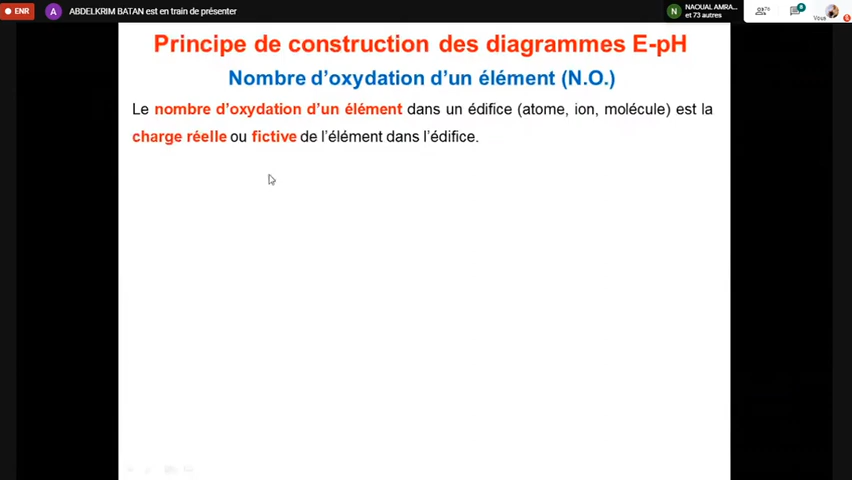 ENR
A ABDELKRIM BATAN est en train de présenter
N NAOUAL AMRA...
et 73 autres
8
Vous
Principe de construction des diagrammes E-pH
Nombre d’oxydation d’un élément (N.O.)
Le nombre d’oxydation d’un élément dans un édifice (atome, ion, molécule) est la
charge réelle ou fictive de l’élément dans l’édifice.